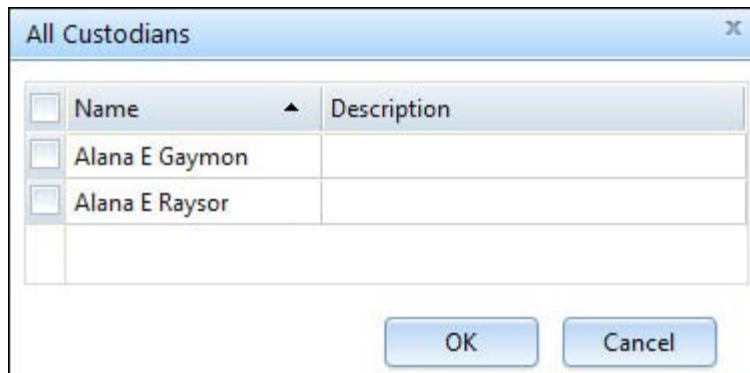 All Custodians
Name Description
Alana E Gaymon
Alana E Raysor
OK Cancel